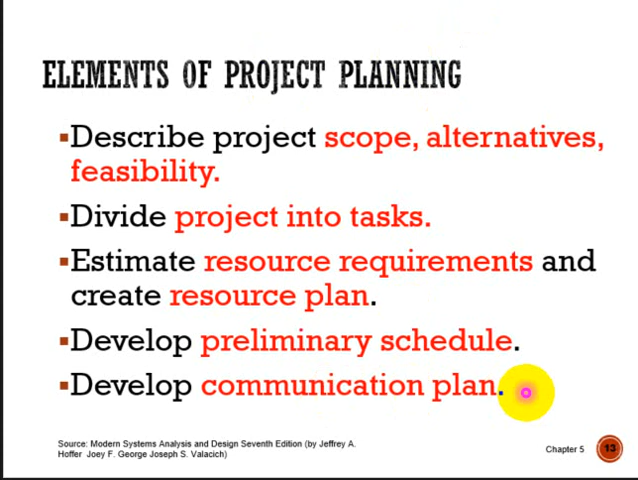 ELEMENTS OF PROJECT PLANNING
▪Describe project scope, alternatives,
feasibility.
▪Divide project into tasks.
▪Estimate resource requirements and
create resource plan.
▪Develop preliminary schedule.
▪Develop communication plan.
Source: Modern Systems Analysis and Design Seventh Edition (by Jeffrey A.
Hoffer Joey F. George Joseph S. Valacich)
Chapter 5 13